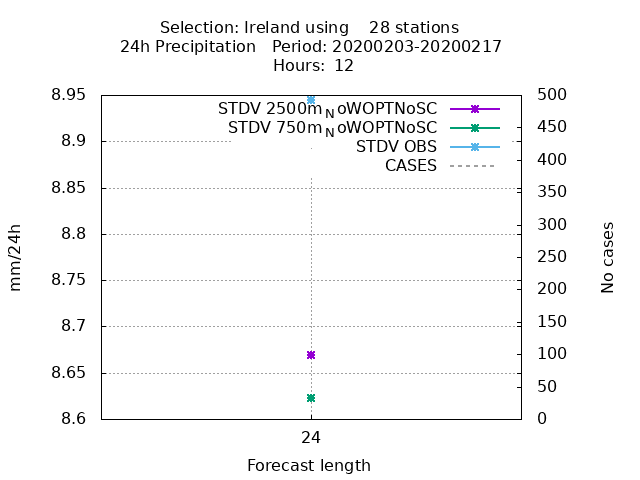 Selection: Ireland using    28 stations
24h Precipitation   Period: 20200203-20200217
Hours:  12
8.95
8.9
8.85
8.8
8.75
8.7
8.65
8.6
mm/24h
STDV 2500m_NoWOPTNoSC
STDV 750m_NoWOPTNoSC
STDV OBS
CASES
500
450
400
350
300
250
200
150
100
50
0
No cases
24
Forecast length